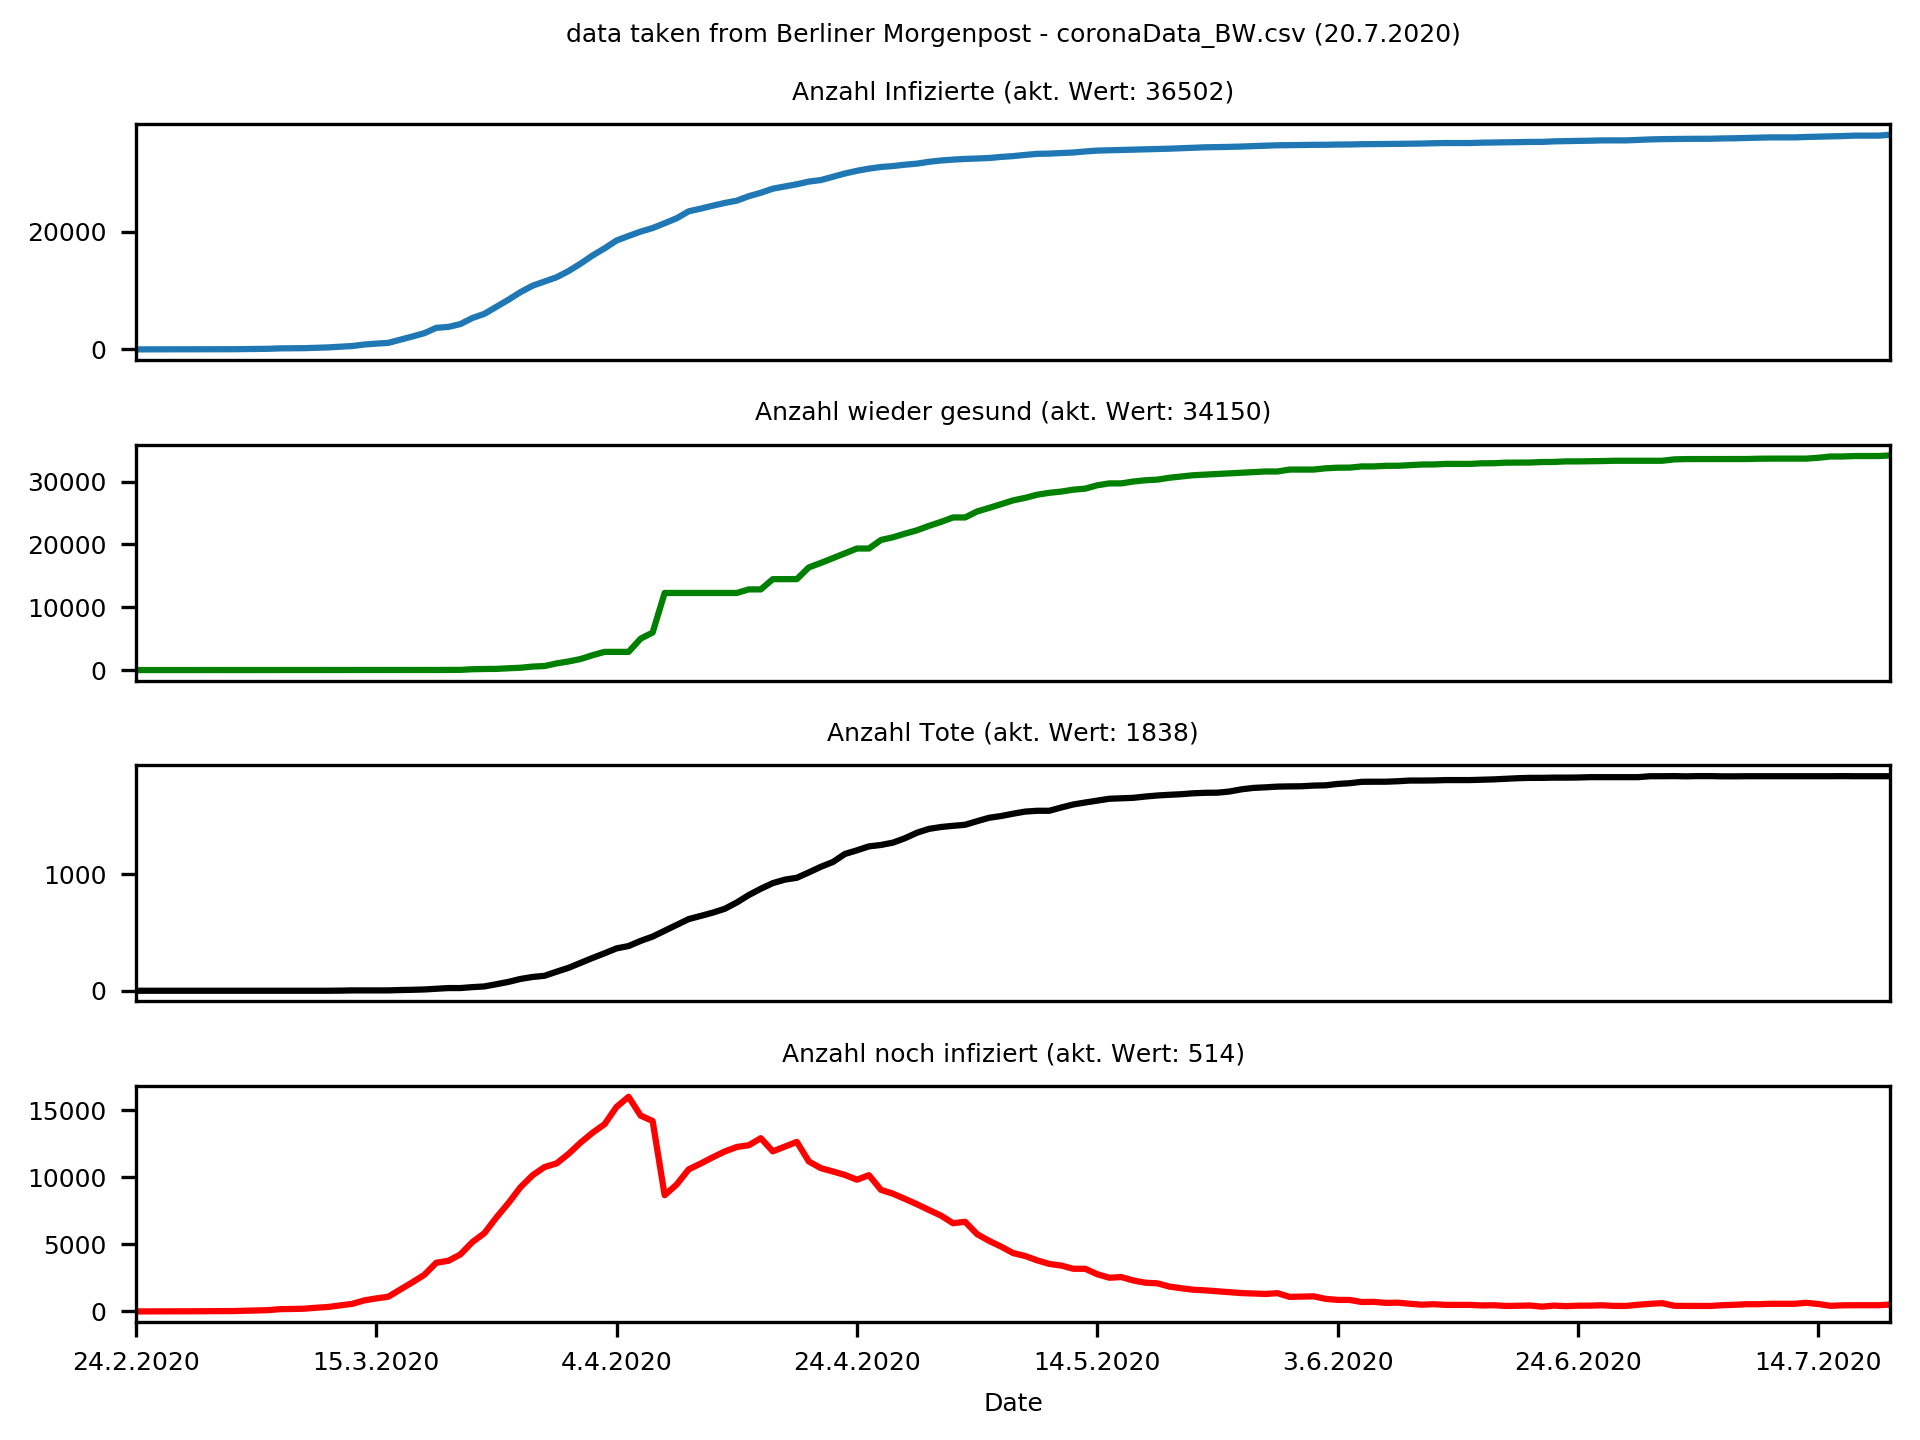 data taken from Berliner Morgenpost - coronaData_BW.csv (20.7.2020)
Anzahl Infizierte (akt. Wert: 36502)
20000
0
Anzahl wieder gesund (akt. Wert: 34150)
30000
20000
10000
0
Anzahl Tote (akt. Wert: 1838)
1000
0
Anzahl noch infiziert (akt. Wert: 514)
15000
10000
5000
0
24.2.2020 15.3.2020 4.4.2020 24.4.2020 14.5.2020 3.6.2020 24.6.2020 14.7.2020
Date